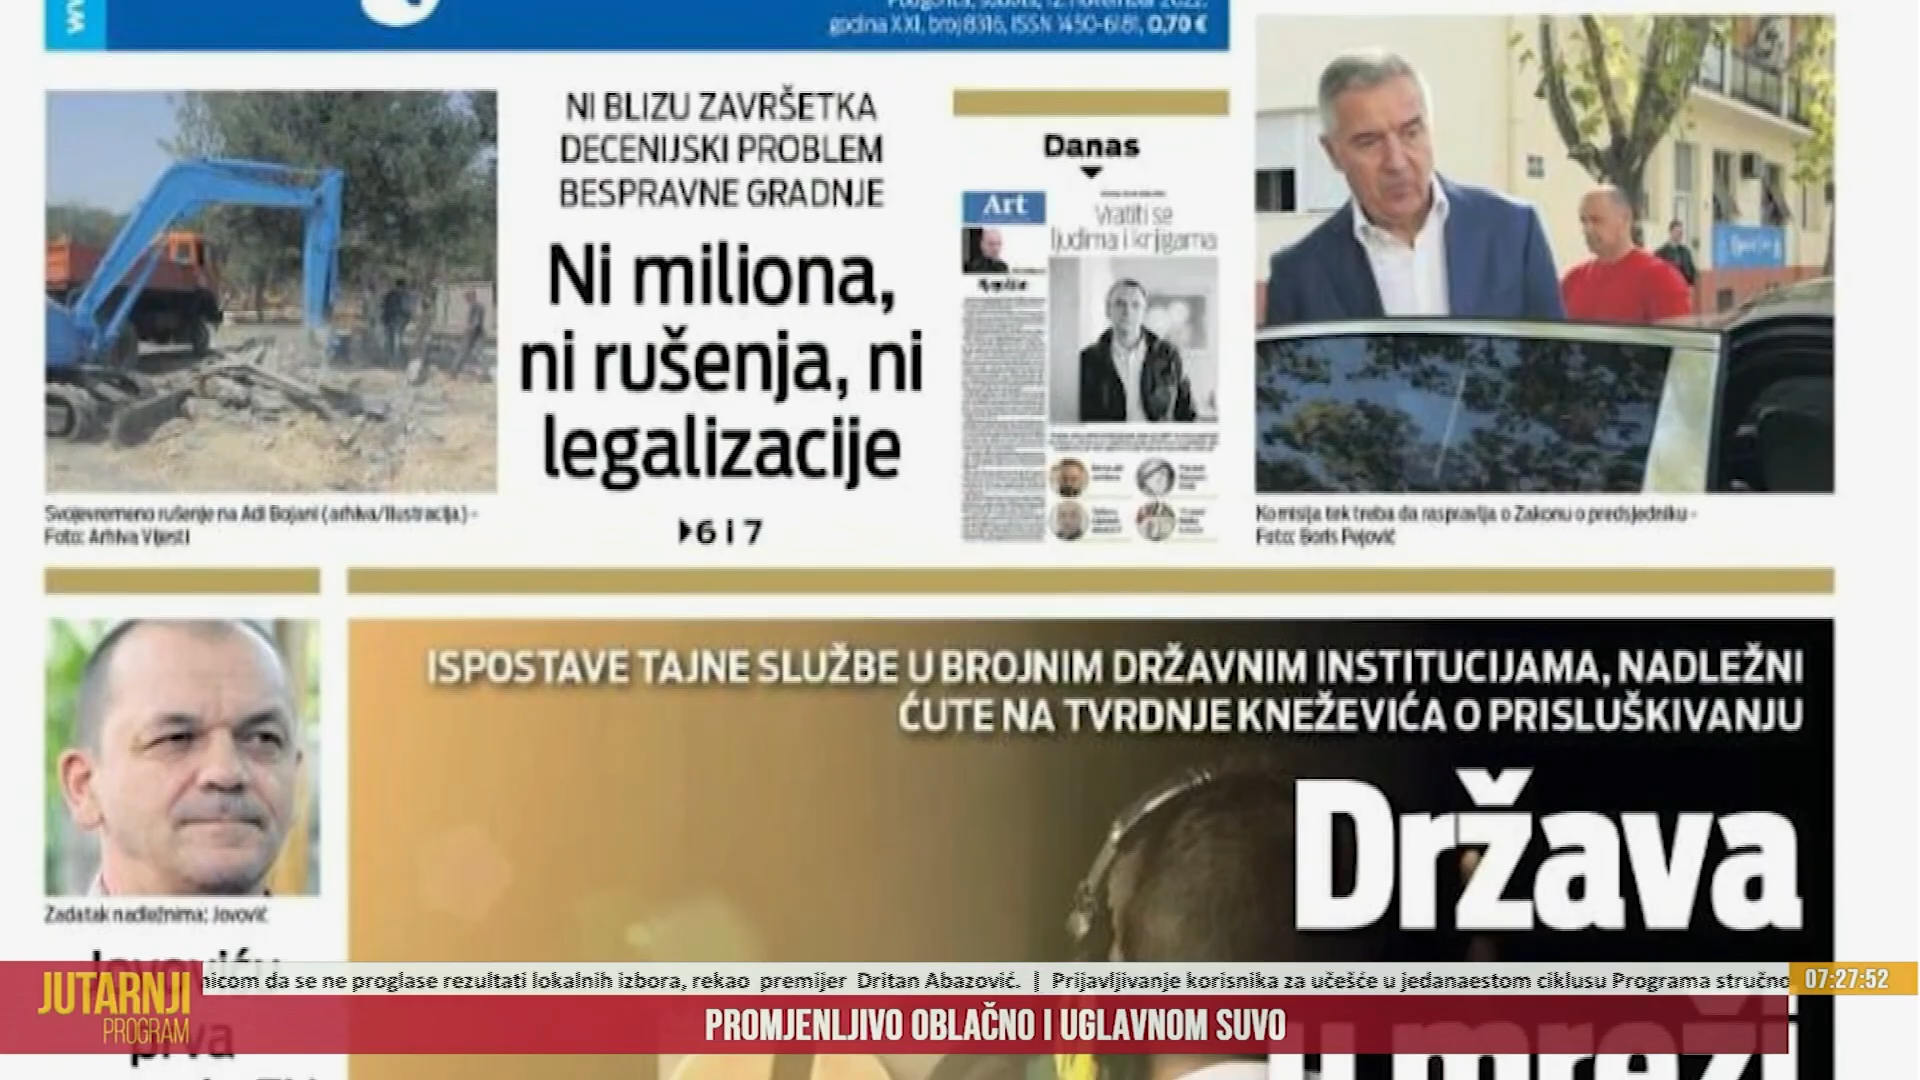 godina XXI, broj 8316, ISSN 1450-6181, 0,70 €
NI BLIZU ZAVRŠETKA
DECENIJSKI PROBLEM
BESPRAVNE GRADNJE
Ni miliona,
ni rušenja, ni
legalizacije
6 i 7
Svojevremeno rušenje na Adi Bojani (arhiva/ilustracija) -
Foto: Arhiva Vijesti
Danas
Art
Vratiti se
ljudima i knjigama
Komisija tek treba da raspravlja o Zakonu o predsjedniku -
Foto: Boris Pejović
Zadatak nadležnima: Jovović
Jovoviću
prva
ISPOSTAVE TAJNE SLUŽBE U BROJNIM DRŽAVNIM INSTITUCIJAMA, NADLEŽNI
ĆUTE NA TVRDNJE KNEŽEVIĆA O PRISLUŠKIVANJU
Država
u mreži
JUTARNJI
PROGRAM
nicom da se ne proglase rezultati lokalnih izbora, rekao premijer Dritan Abazović. | Prijavljivanje korisnika za učešće u jedanaestom ciklusu Programa stručno
07:27:52
PROMJENLJIVO OBLAČNO I UGLAVNOM SUVO